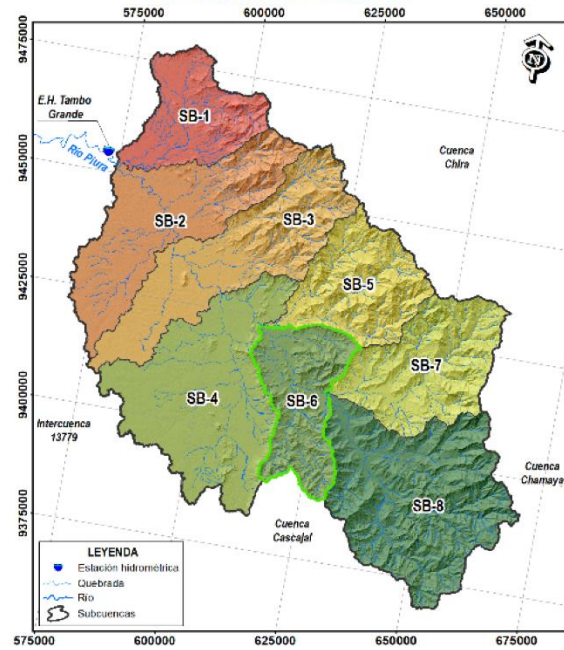 575000 600000 625000 650000
9475000
N
E.H. Tambo
Grande
SB-1
Río Piura
Cuenca
Chira
9450000
SB-2
SB-3
9425000
SB-5
SB-7
9400000
SB-4
SB-6
Intercuenca
13779
Cuenca
Chamaya
SB-8
9375000
Cuenca
Cascajal
LEYENDA
Estación hidrométrica
Quebrada
Río
Subcuencas
575000 600000 625000 650000 675000